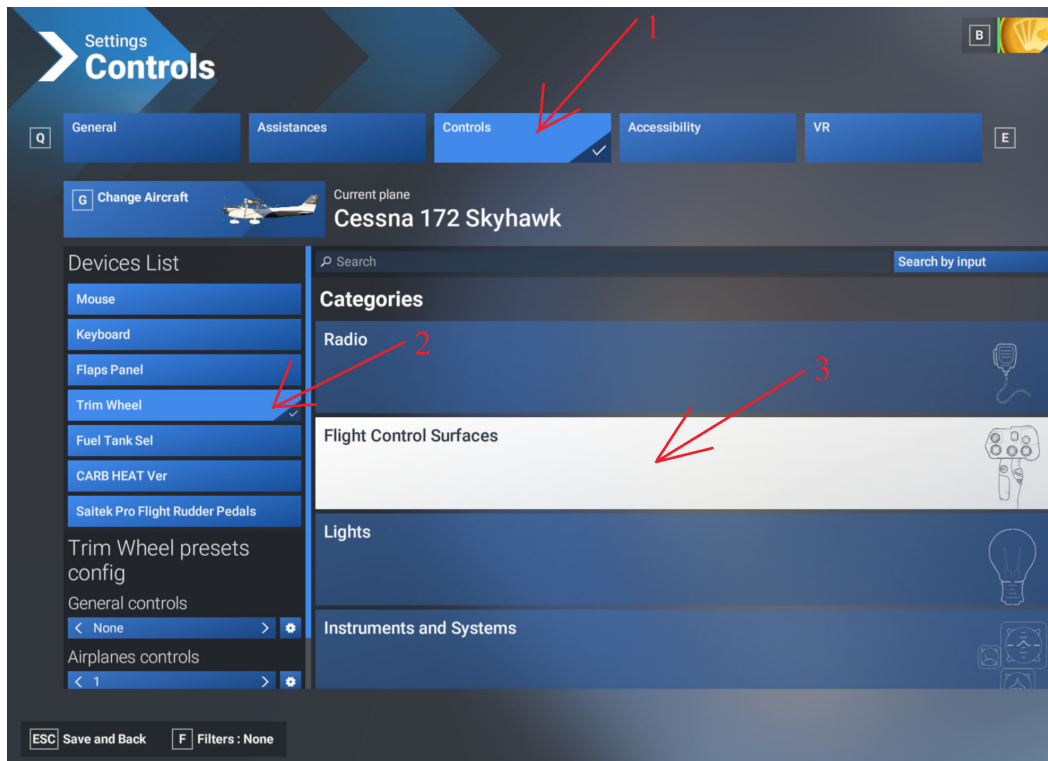 1
Settings
Controls
B
Q
General
Assistances
Controls
Accessibility
VR
E
G Change Aircraft
Current plane
Cessna 172 Skyhawk
Devices List
Search
Search by input
Mouse
Categories
Keyboard
Radio
2
Flaps Panel
3
Trim Wheel
Flight Control Surfaces
Fuel Tank Sel
CARB HEAT Ver
Saitek Pro Flight Rudder Pedals
Lights
Trim Wheel presets
config
General controls
< None >
Instruments and Systems
Airplanes controls
< 1 >
ESC Save and Back
F Filters : None